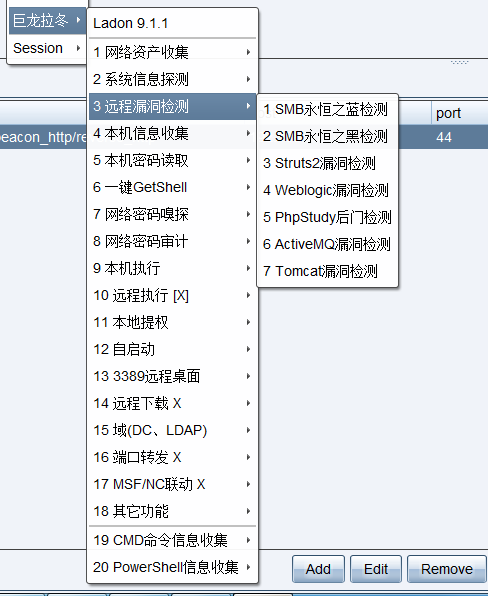 巨龙拉冬
Session
Ladon 9.1.1
1 网络资产收集
2 系统信息探测
3 远程漏洞检测
4 本机信息收集
5 本机密码读取
6 一键GetShell
7 网络密码嗅探
8 网络密码审计
9 本机执行
10 远程执行 [X]
11 本地提权
12 自启动
13 3389远程桌面
14 远程下载 X
15 域(DC、LDAP)
16 端口转发 X
17 MSF/NC联动 X
18 其它功能
19 CMD命令信息收集
20 PowerShell信息收集
1 SMB永恒之蓝检测
2 SMB永恒之黑检测
3 Struts2漏洞检测
4 Weblogic漏洞检测
5 PhpStudy后门检测
6 ActiveMQ漏洞检测
7 Tomcat漏洞检测
port
eacon_http/re
44
Add
Edit
Remove